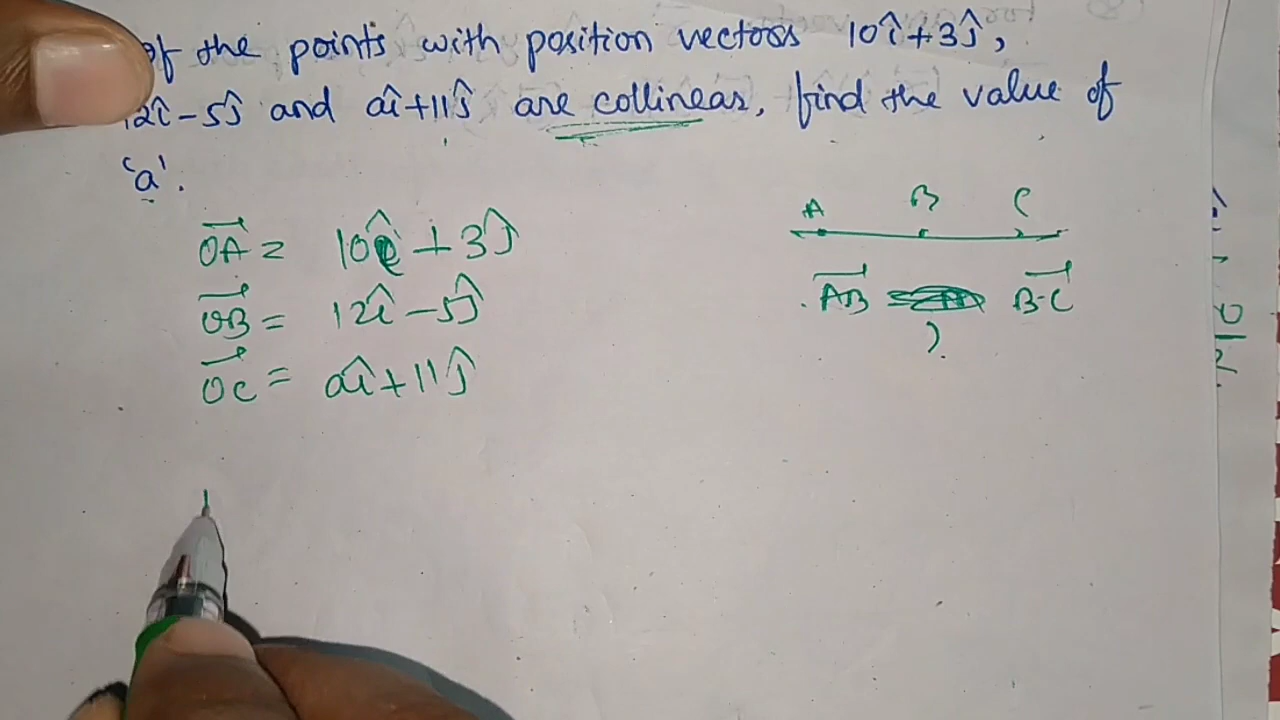 If the points with position vectors 10î+3ĵ,
12î-5ĵ and aî+11ĵ are collinear, find the value of
'a'.
A B C
OA⃗ = 10î+3ĵ
AB⃗ BC⃗
OB⃗ = 12î-5ĵ
OC⃗ = aî+11ĵ